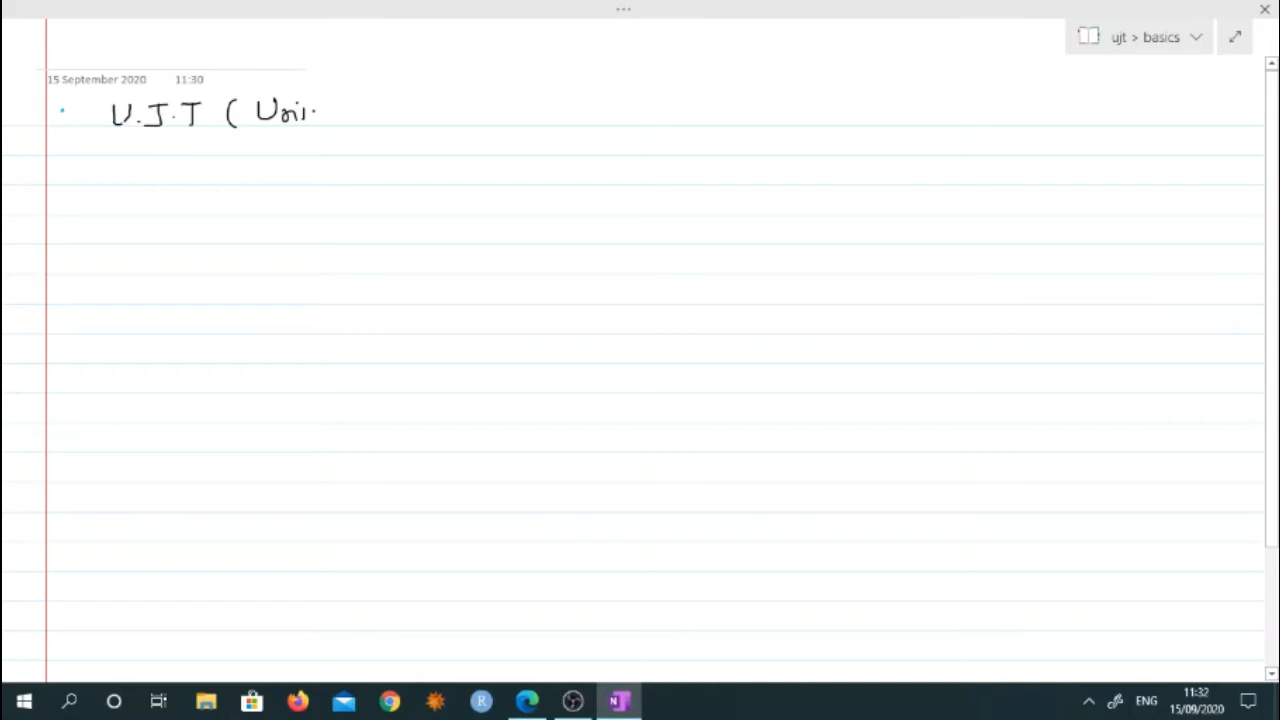 ujt > basics
15 September 2020 11:30
U.J.T ( Uni.
ENG
11:32
15/09/2020